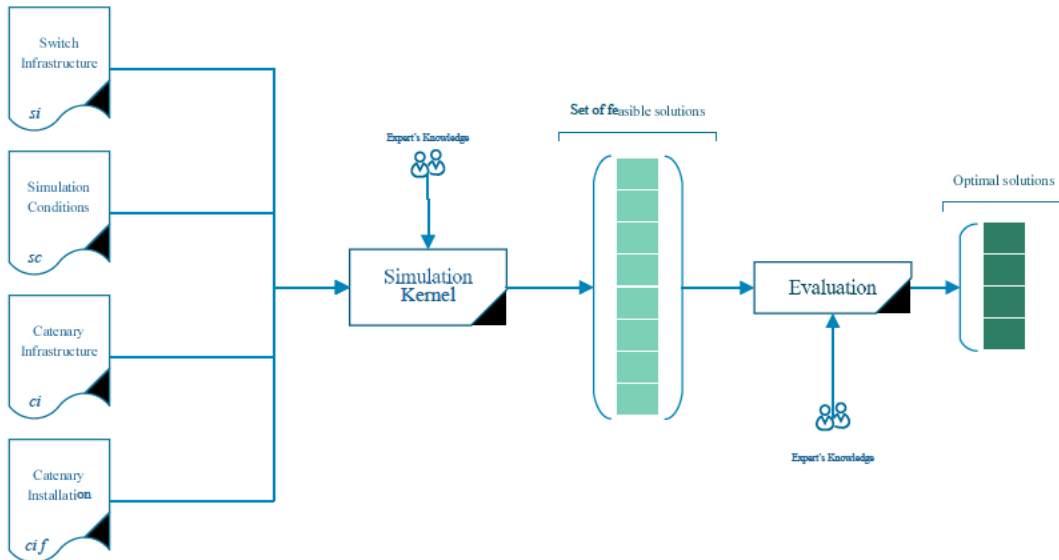 Switch
Infrastructure
si
Simulation
Conditions
sc
Catenary
Infrastructure
ci
Catenary
Installation
cif
Expert's Knowledge
Simulation
Kernel
Set of feasible solutions
Evaluation
Expert's Knowledge
Optimal solutions